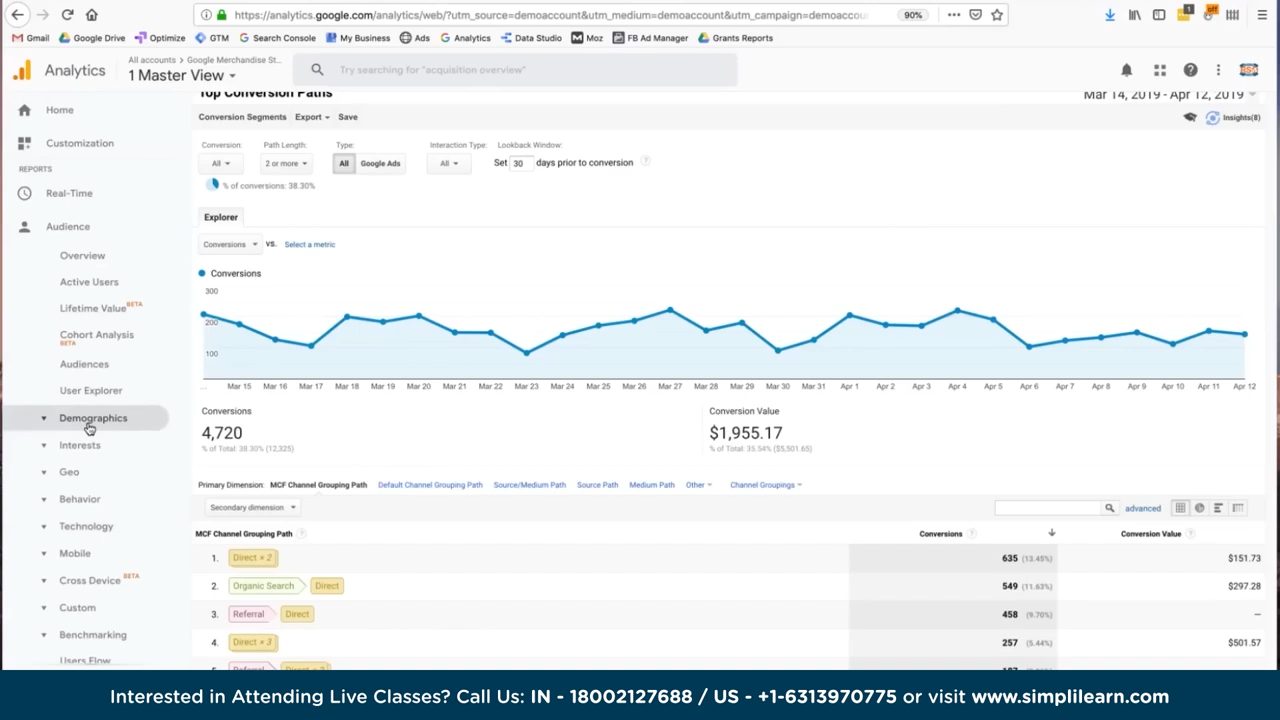 https://analytics.google.com/analytics/web/?utm_source=demoaccount&utm_medium=demoaccount&utm_campaign=demoaccou
90%
1
off
Gmail Google Drive Optimize GTM Search Console My Business Ads Analytics Data Studio Moz FB Ad Manager Grants Reports
Analytics
All accounts > Google Merchandise St...
1 Master View
Try searching for "acquisition overview"
Home
Customization
REPORTS
Real-Time
Audience
Overview
Active Users
Lifetime Value BETA
Cohort Analysis
BETA
Audiences
User Explorer
Demographics
Interests
Geo
Behavior
Technology
Mobile
Cross Device BETA
Custom
Benchmarking
Users Flow
Top Conversion Paths
Mar 14, 2019 - Apr 12, 2019
Conversion Segments Export Save
Insights(8)
Conversion: Path Length: Type: Interaction Type: Lookback Window:
All 2 or more All Google Ads All Set 30 days prior to conversion ?
% of conversions: 38.30%
Explorer
Conversions VS. Select a metric
Conversions
300
200
100
... Mar 15 Mar 16 Mar 17 Mar 18 Mar 19 Mar 20 Mar 21 Mar 22 Mar 23 Mar 24 Mar 25 Mar 26 Mar 27 Mar 28 Mar 29 Mar 30 Mar 31 Apr 1 Apr 2 Apr 3 Apr 4 Apr 5 Apr 6 Apr 7 Apr 8 Apr 9 Apr 10 Apr 11 Apr 12
Conversions Conversion Value
4,720 $1,955.17
% of Total: 38.30% (12,325) % of Total: 35.54% ($5,501.65)
Primary Dimension: MCF Channel Grouping Path Default Channel Grouping Path Source/Medium Path Source Path Medium Path Other Channel Groupings
Secondary dimension
advanced
MCF Channel Grouping Path ? Conversions ? Conversion Value ?
1. Direct × 2 635 (13.45%) $151.73
2. Organic Search Direct 549 (11.63%) $297.28
3. Referral Direct 458 (9.70%) –
4. Direct × 3 257 (5.44%) $501.57
Interested in Attending Live Classes? Call Us: IN - 18002127688 / US - +1-6313970775 or visit www.simplilearn.com